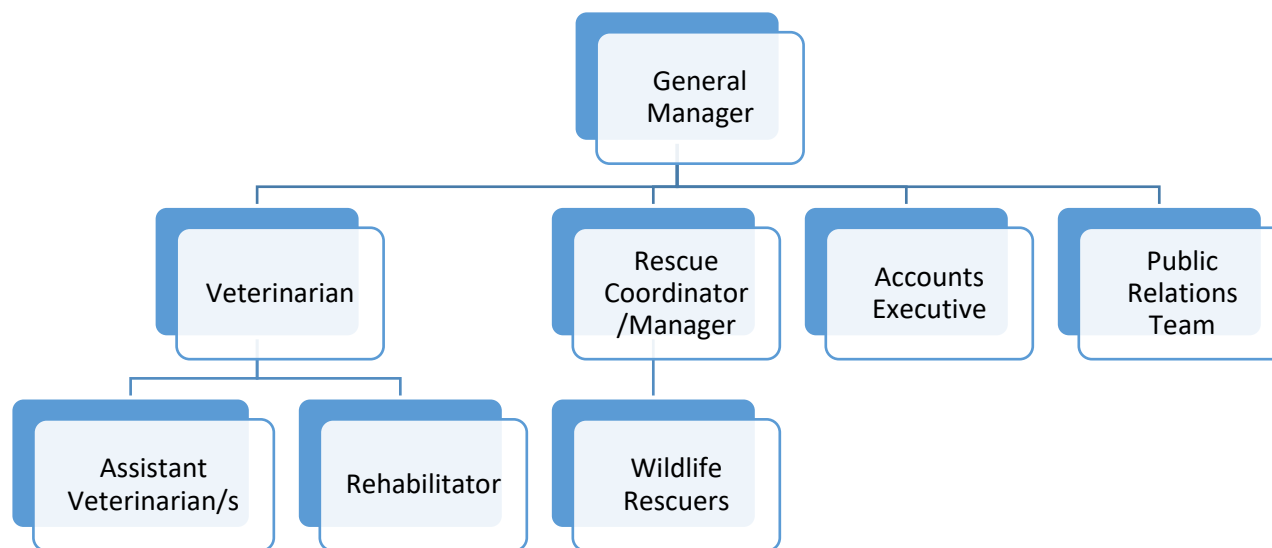 General
Manager
Veterinarian
Rescue
Coordinator
/Manager
Accounts
Executive
Public
Relations
Team
Assistant
Veterinarian/s
Rehabilitator
Wildlife
Rescuers